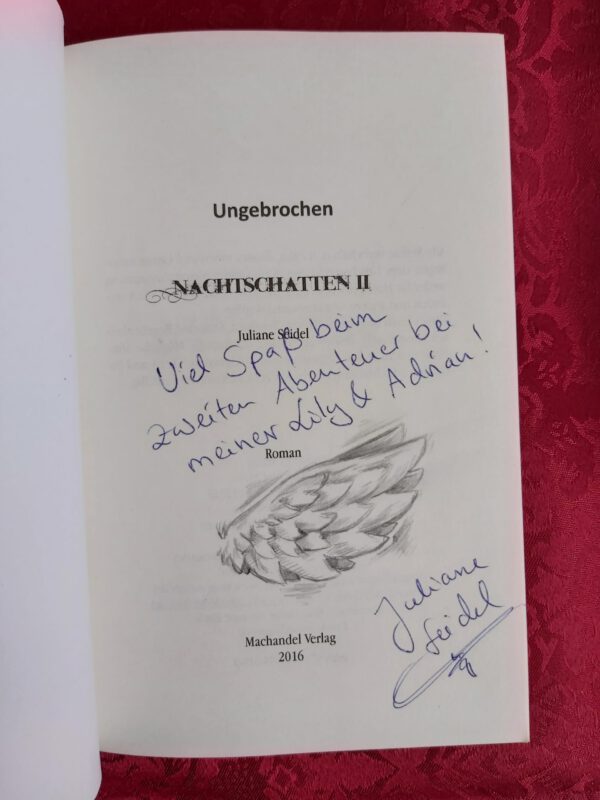 Ungebrochen
NACHTSCHATTEN II
Juliane Seidel
Viel Spaß beim
zweiten Abenteuer bei
meiner Lily & Adrian!
Roman
Juliane
Seidel
Machandel Verlag
2016